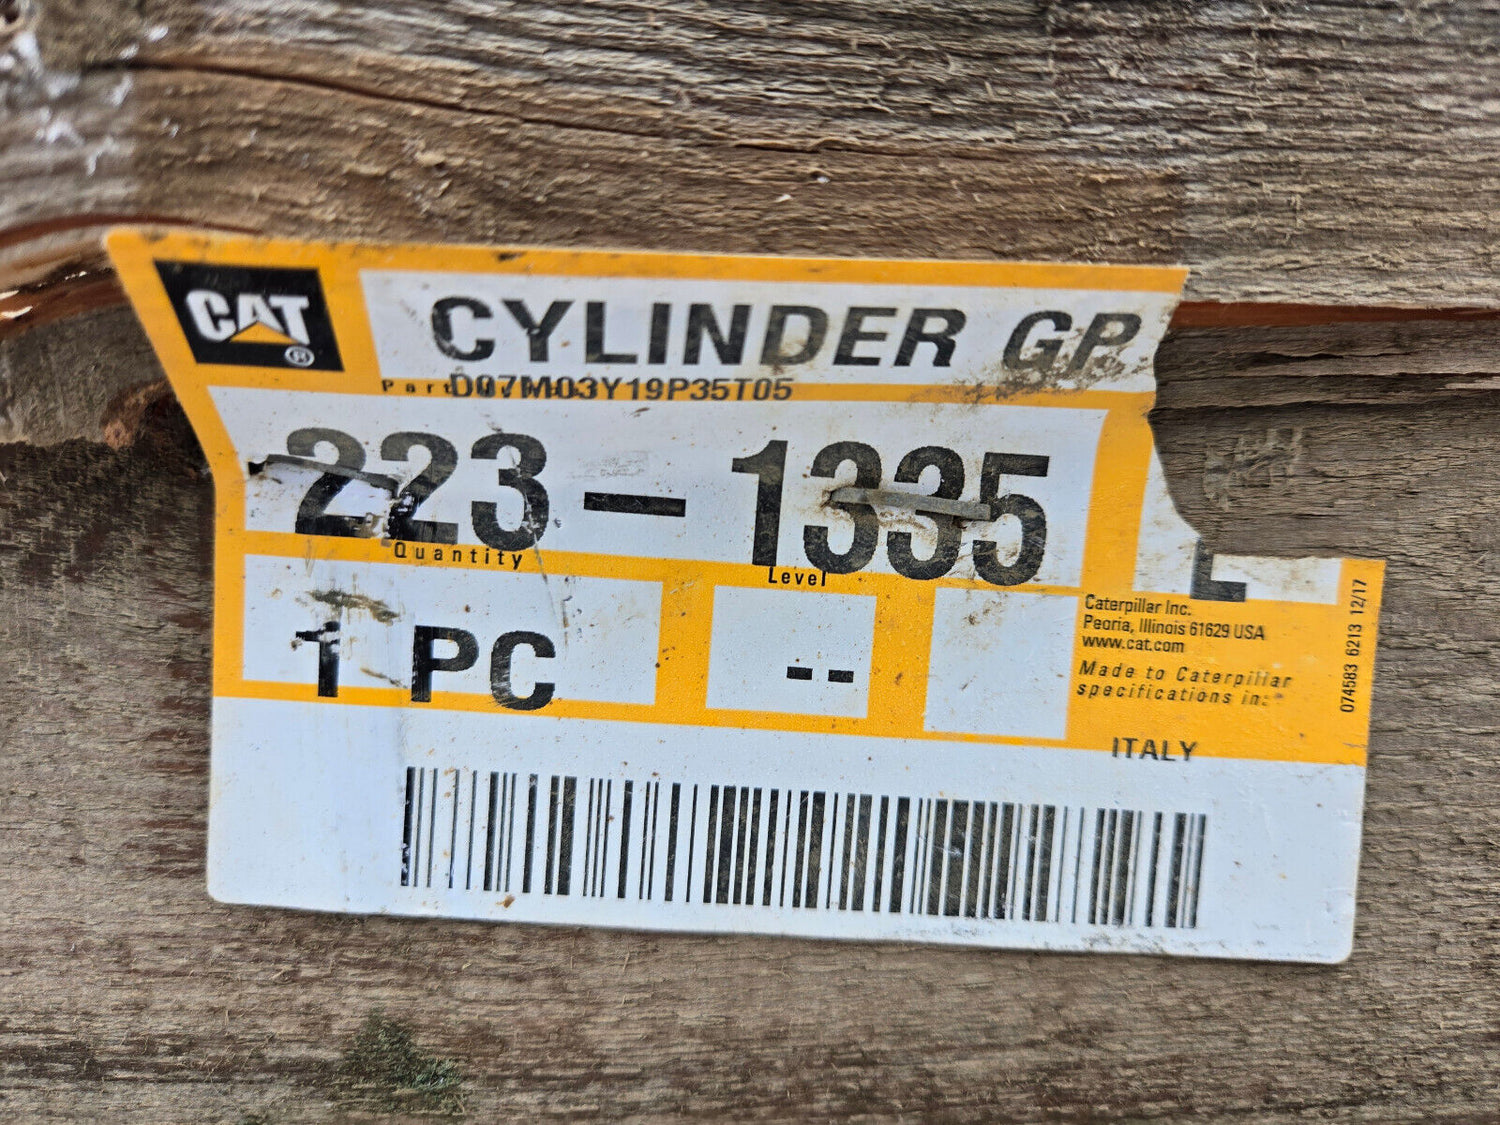 CAT®
CYLINDER GP
D07M03Y19P35T05
223-1335
Quantity
Level
1 PC
--
Caterpillar Inc.
Peoria, Illinois 61629 USA
www.cat.com
Made to Caterpillar
specifications in:
ITALY
074583 6213 12/17